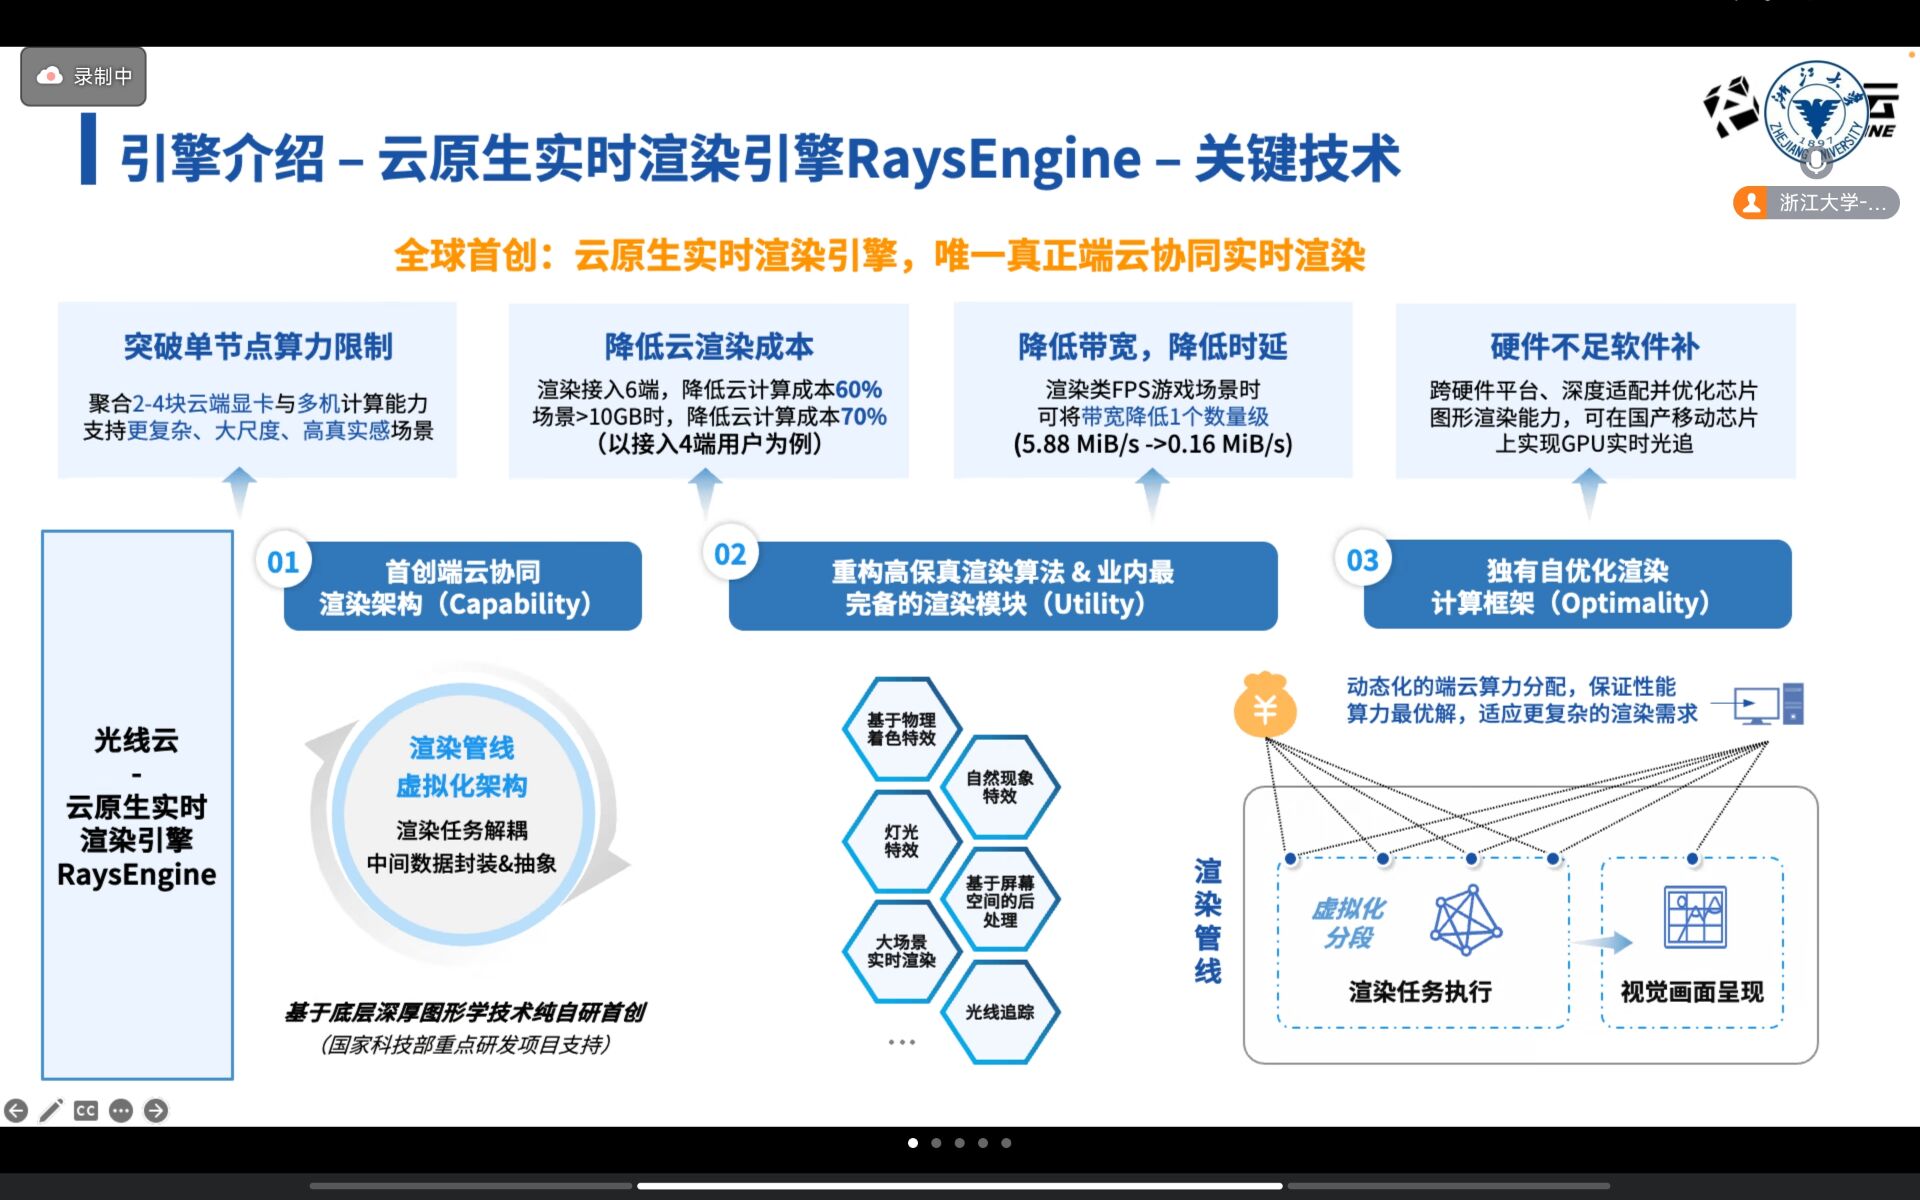 录制中
引擎介绍 – 云原生实时渲染引擎RaysEngine – 关键技术
浙江大学
ZHEJIANG UNIVERSITY
1897
云
NE
浙江大学-...
全球首创：云原生实时渲染引擎，唯一真正端云协同实时渲染
突破单节点算力限制
聚合2-4块云端显卡与多机计算能力
支持更复杂、大尺度、高真实感场景
降低云渲染成本
渲染接入6端，降低云计算成本60%
场景>10GB时，降低云计算成本70%
（以接入4端用户为例）
降低带宽，降低时延
渲染类FPS游戏场景时
可将带宽降低1个数量级
(5.88 MiB/s ->0.16 MiB/s)
硬件不足软件补
跨硬件平台、深度适配并优化芯片
图形渲染能力，可在国产移动芯片
上实现GPU实时光追
光线云
-
云原生实时
渲染引擎
RaysEngine
01
首创端云协同
渲染架构（Capability）
渲染管线
虚拟化架构
渲染任务解耦
中间数据封装&抽象
基于底层深厚图形学技术纯自研首创
（国家科技部重点研发项目支持）
02
重构高保真渲染算法 & 业内最
完备的渲染模块（Utility）
基于物理
着色特效
自然现象
特效
灯光
特效
基于屏幕
空间的后
处理
大场景
实时渲染
光线追踪
...
03
独有自优化渲染
计算框架（Optimality）
¥
动态化的端云算力分配，保证性能
算力最优解，适应更复杂的渲染需求
渲染管线
虚拟化
分段
渲染任务执行
视觉画面呈现
CC